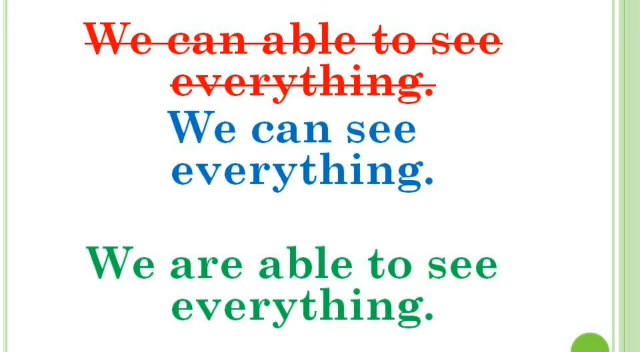 We can able to see
everything.
We can see
everything.
We are able to see
everything.